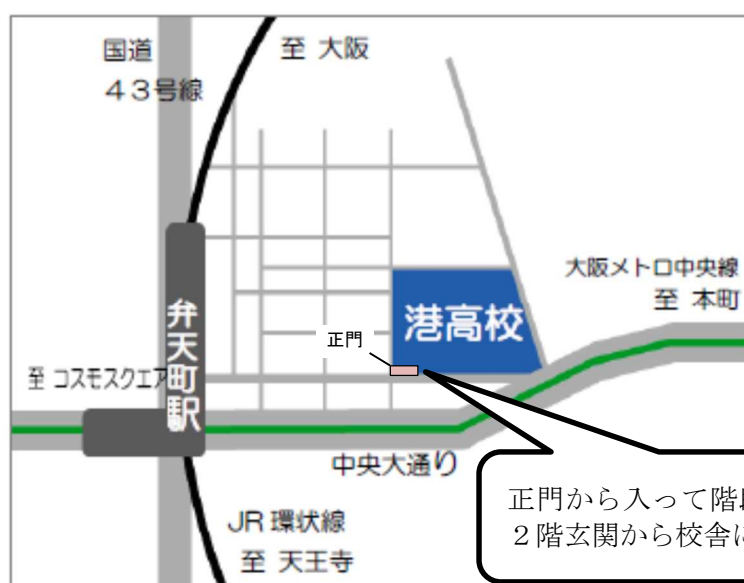 国道
43号線
至 大阪
大阪メトロ中央線
至 本町
港高校
正門
弁天町駅
至 コスモスクエア
中央大通り
正門から入って階
2階玄関から校舎に
JR 環状線
至 天王寺